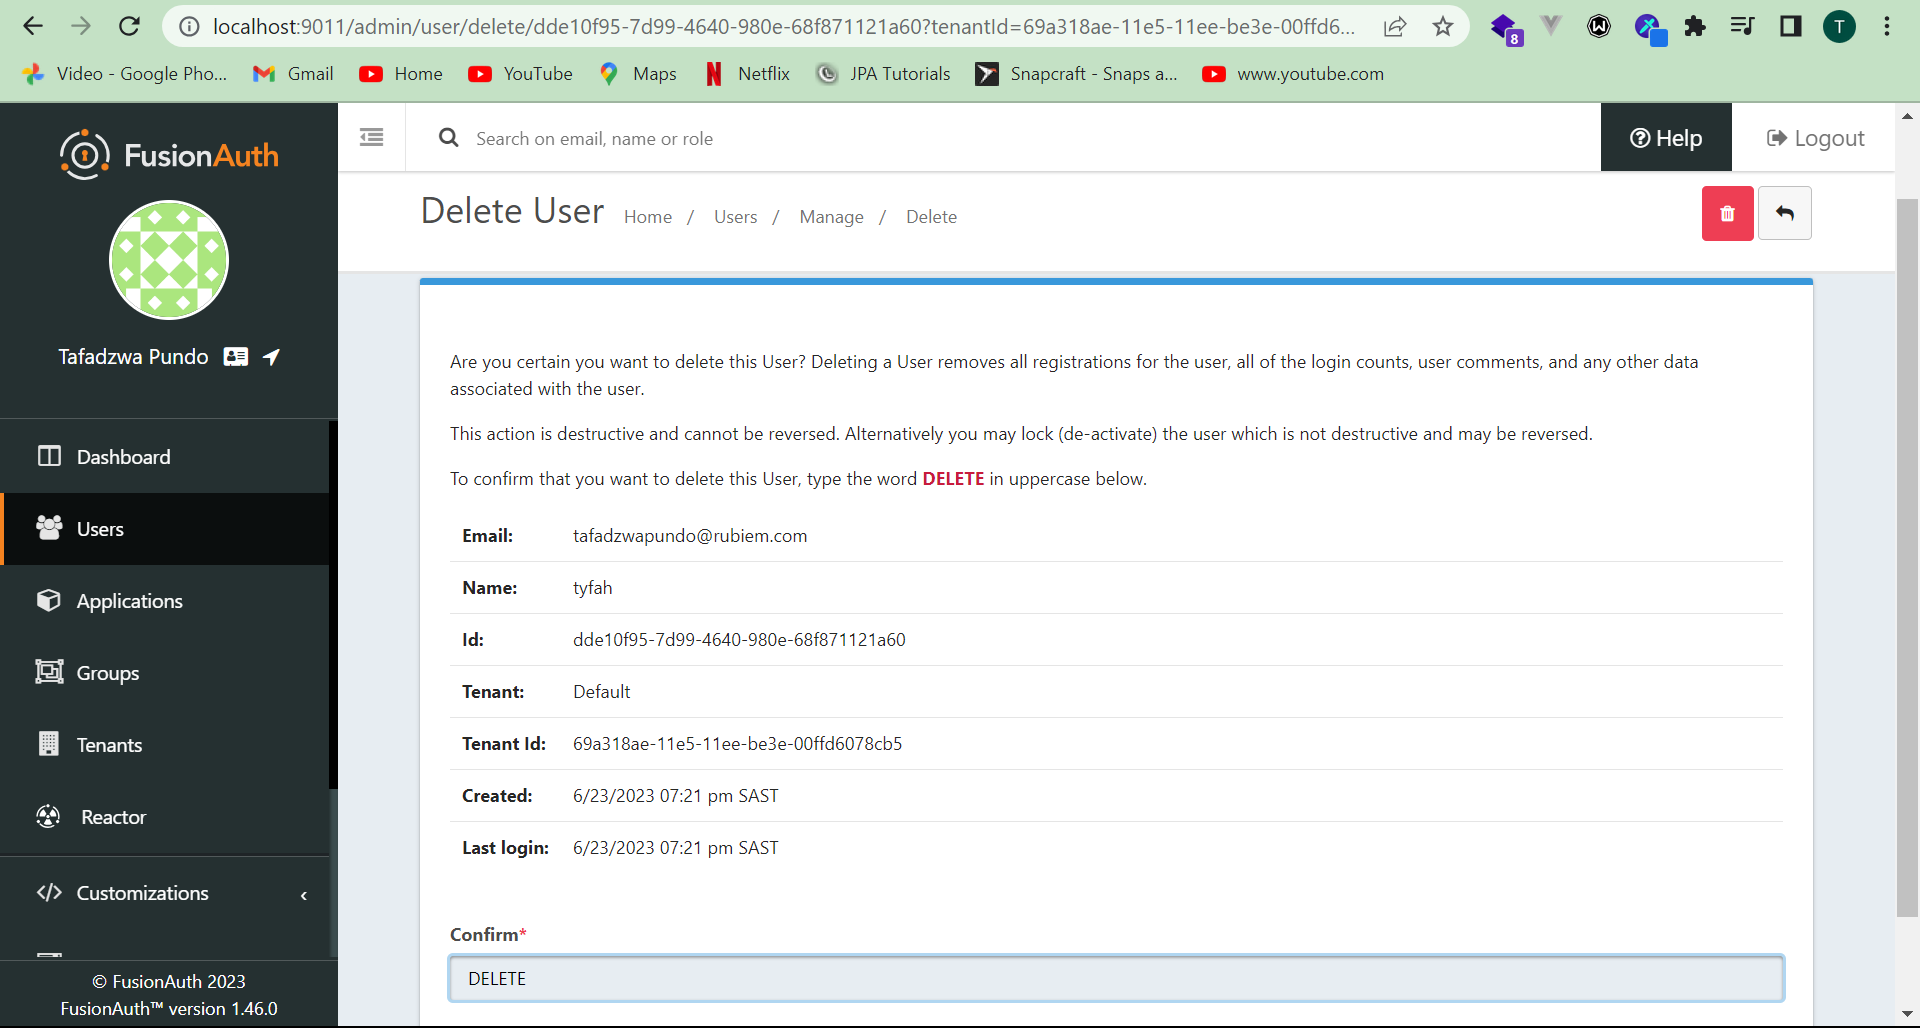 localhost:9011/admin/user/delete/dde10f95-7d99-4640-980e-68f871121a60?tenantId=69a318ae-11e5-11ee-be3e-00ffd6...
8
T
Video - Google Pho...
Gmail
Home
YouTube
Maps
Netflix
JPA Tutorials
Snapcraft - Snaps a...
www.youtube.com
FusionAuth
Search on email, name or role
Help
Logout
Tafadzwa Pundo
Dashboard
Users
Applications
Groups
Tenants
Reactor
Customizations
© FusionAuth 2023
FusionAuth™ version 1.46.0
Delete User
Home / Users / Manage / Delete
Are you certain you want to delete this User? Deleting a User removes all registrations for the user, all of the login counts, user comments, and any other data
associated with the user.
This action is destructive and cannot be reversed. Alternatively you may lock (de-activate) the user which is not destructive and may be reversed.
To confirm that you want to delete this User, type the word DELETE in uppercase below.
Email: tafadzwapundo@rubiem.com
Name: tyfah
Id: dde10f95-7d99-4640-980e-68f871121a60
Tenant: Default
Tenant Id: 69a318ae-11e5-11ee-be3e-00ffd6078cb5
Created: 6/23/2023 07:21 pm SAST
Last login: 6/23/2023 07:21 pm SAST
Confirm*
DELETE